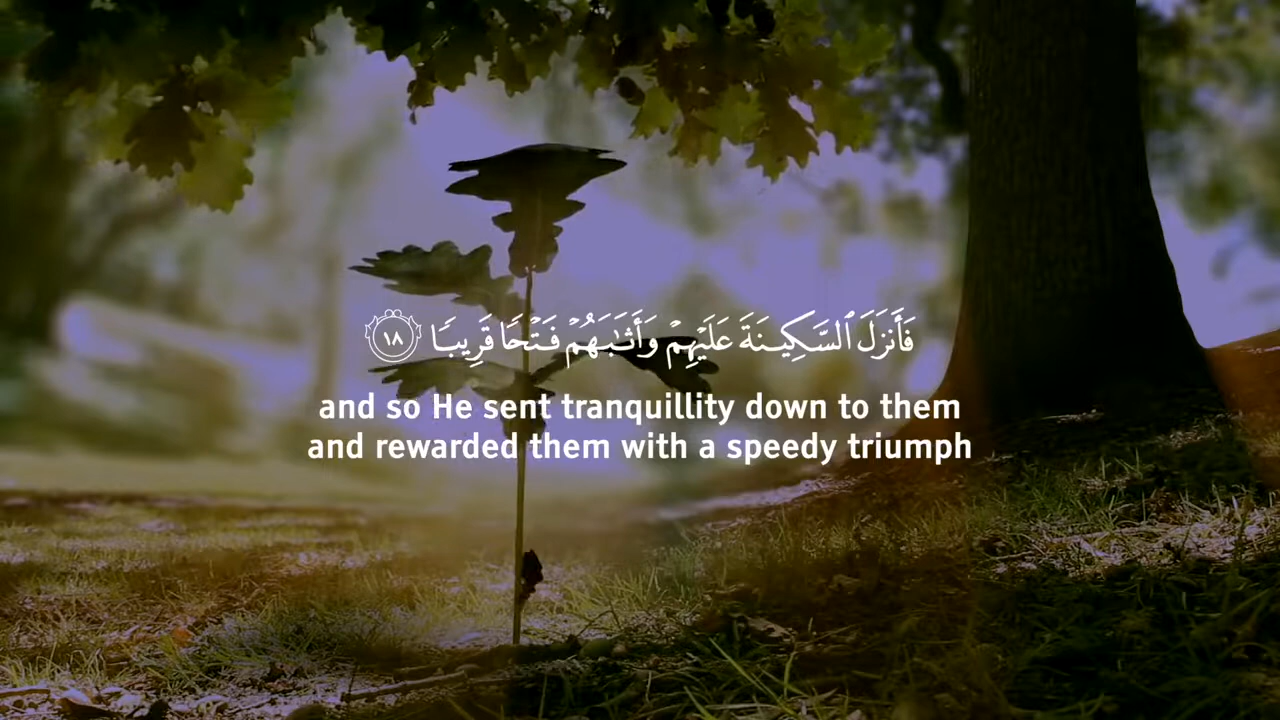 فَأَنزَلَ ٱلسَّكِينَةَ عَلَيْهِمْ وَأَثَـٰبَهُمْ فَتْحًا قَرِيبًا ١٨
and so He sent tranquillity down to them
and rewarded them with a speedy triumph